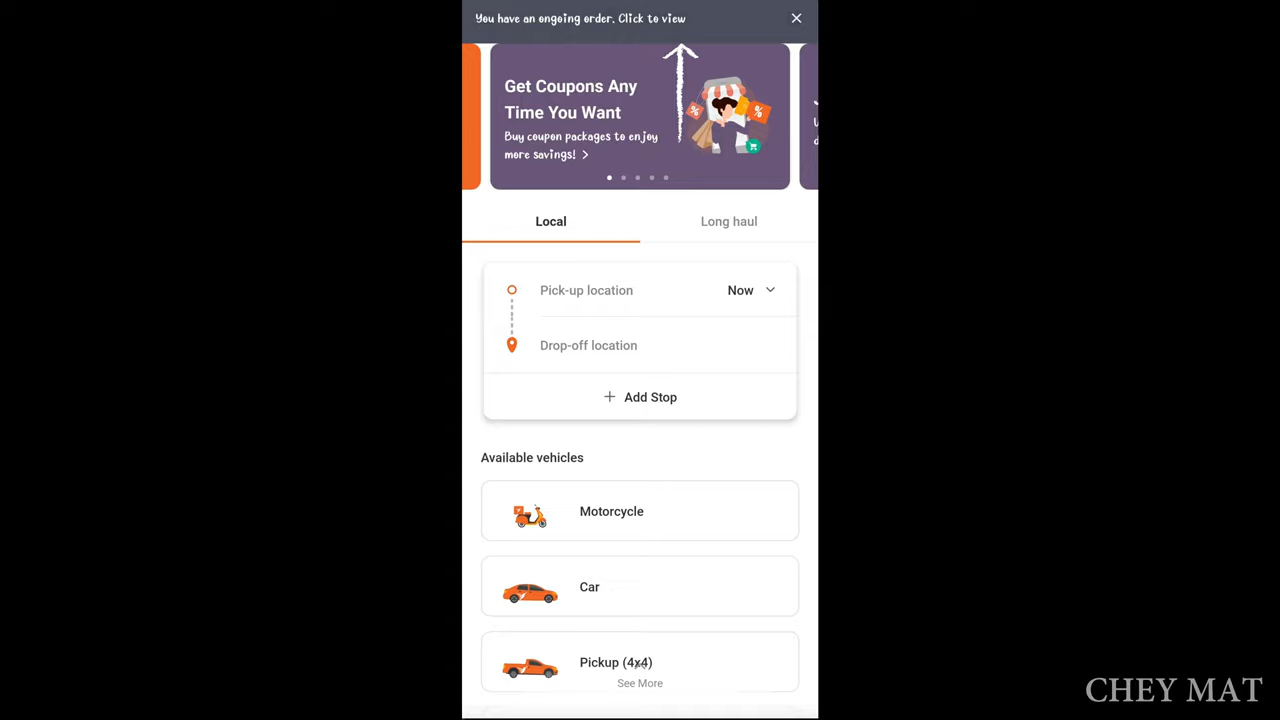 You have an ongoing order. Click to view
Get Coupons Any
Time You Want
Buy coupon packages to enjoy
more savings!
Local
Long haul
Pick-up location
Now
Drop-off location
+ Add Stop
Available vehicles
Motorcycle
Car
Pickup (4x4)
See More
CHEY MAT